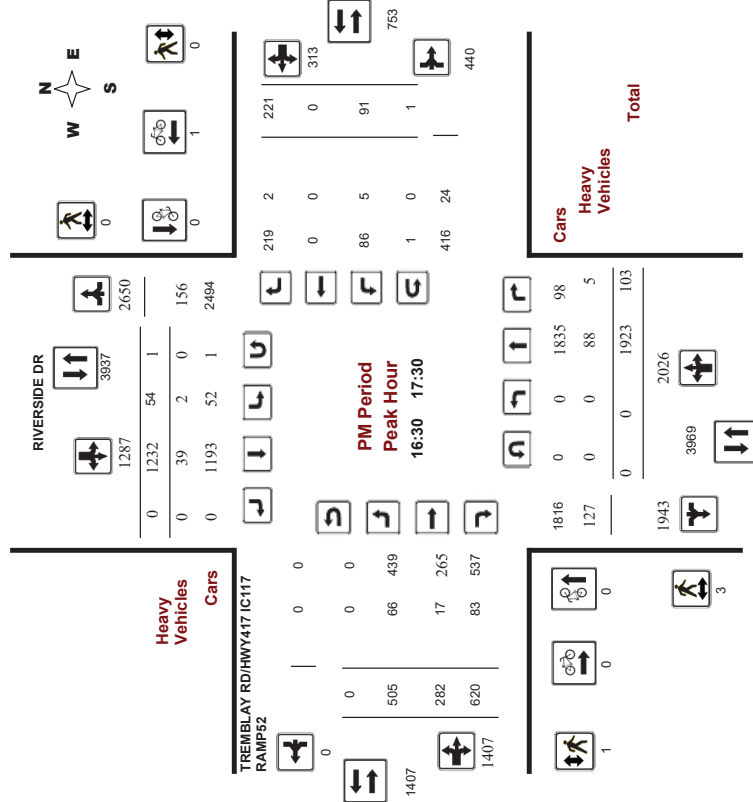 N
W E
S
0
0
1
0
RIVERSIDE DR
3937
1287
2650
0 1232 54 1
0 39 2 0 156
0 1193 52 1 2494
Heavy
Vehicles
Cars
753
313
440
219 2 221
0 0 0
86 5 91
1 0 1
416 24
PM Period
Peak Hour
16:30 17:30
TREMBLAY RD/HWY417 IC117
RAMP52
0 0
0
0 0 0
505 66 439
282 17 265
620 83 537
1407
1407
Cars
Heavy
Vehicles
Total
1816 0 0 1835 98
127 0 0 88 5
0 0 1923 103
1943
2026
3969
0
0
1
3